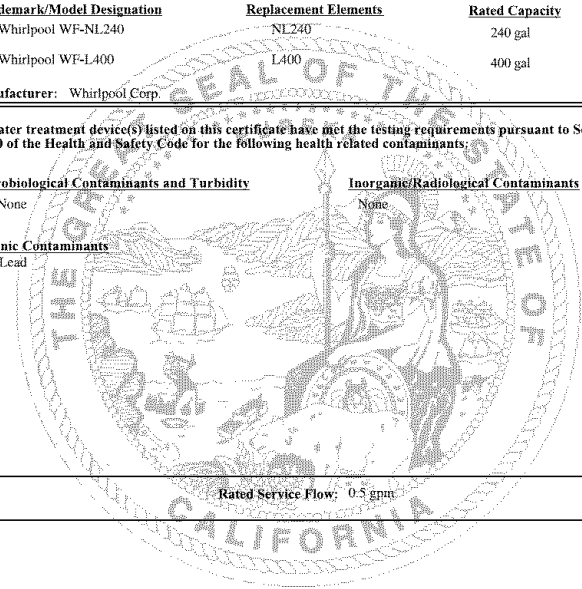 demark/Model Designation Replacement Elements Rated Capacity
Whirlpool WF-NL240 NL240 240 gal
Whirlpool WF-L400 L400 400 gal
ufacturer: Whirlpool Corp.
ater treatment device(s) listed on this certificate have met the testing requirements pursuant to Se
0 of the Health and Safety Code for the following health related contaminants:
robiological Contaminants and Turbidity Inorganic/Radiological Contaminants
None None
nic Contaminants
Lead
Rated Service Flow: 0.5 gpm
THE GREAT SEAL OF THE STATE OF CALIFORNIA